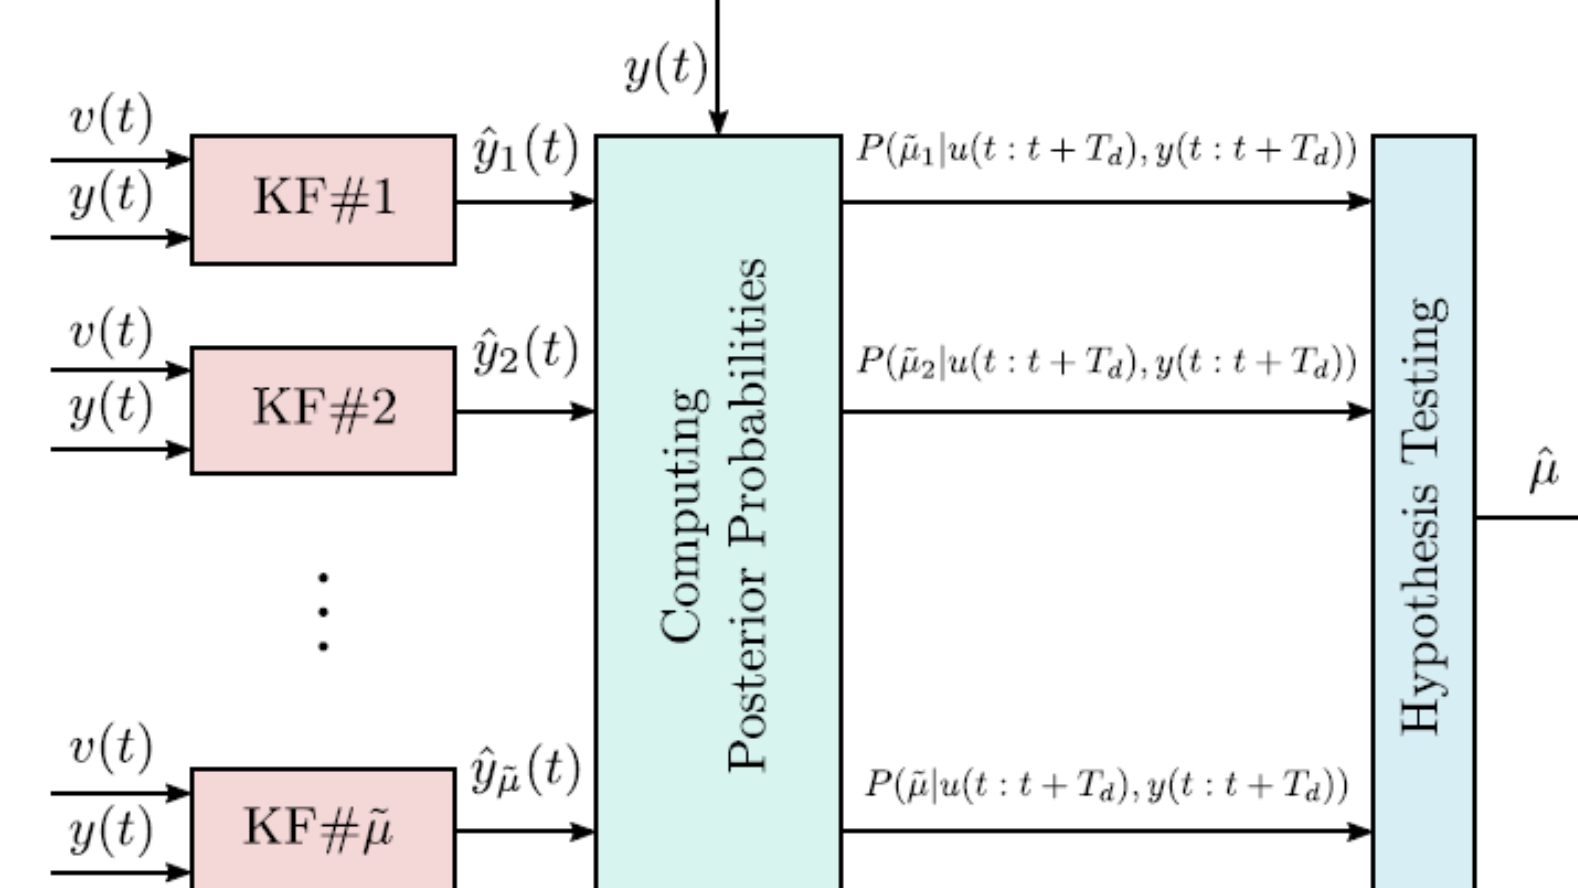 y(t)
v(t)
y(t)
KF#1
ŷ₁(t)
P(μ̃₁|u(t : t + T_d), y(t : t + T_d))
v(t)
y(t)
KF#2
ŷ₂(t)
P(μ̃₂|u(t : t + T_d), y(t : t + T_d))
Computing
Posterior Probabilities
Hypothesis Testing
μ̂
⋮
v(t)
y(t)
KF#μ̃
ŷ_μ̃(t)
P(μ̃|u(t : t + T_d), y(t : t + T_d))